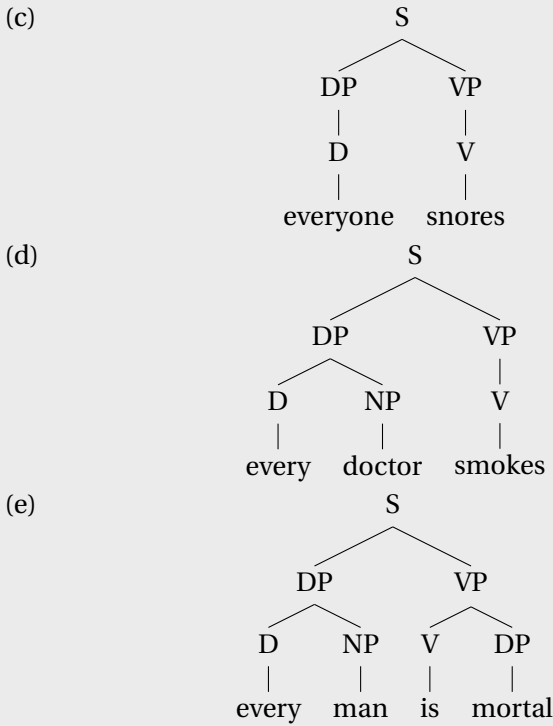 (c)
S
DP VP
D V
everyone snores
(d)
S
DP VP
D NP V
every doctor smokes
(e)
S
DP VP
D NP V DP
every man is mortal